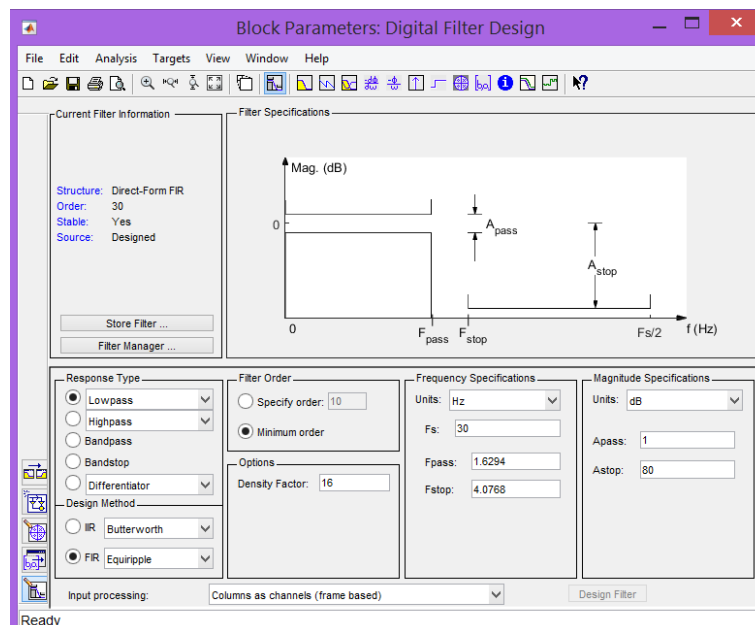 Block Parameters: Digital Filter Design
File Edit Analysis Targets View Window Help
Current Filter Information
Structure: Direct-Form FIR
Order: 30
Stable: Yes
Source: Designed
Store Filter ...
Filter Manager ...
Filter Specifications
Mag. (dB)
0
A pass
A stop
0
F pass
F stop
Fs/2
f (Hz)
Response Type
Lowpass
Highpass
Bandpass
Bandstop
Differentiator
Design Method
IIR Butterworth
FIR Equiripple
Filter Order
Specify order: 10
Minimum order
Options
Density Factor: 16
Frequency Specifications
Units: Hz
Fs: 30
Fpass: 1.6294
Fstop: 4.0768
Magnitude Specifications
Units: dB
Apass: 1
Astop: 80
Input processing: Columns as channels (frame based)
Design Filter
Ready